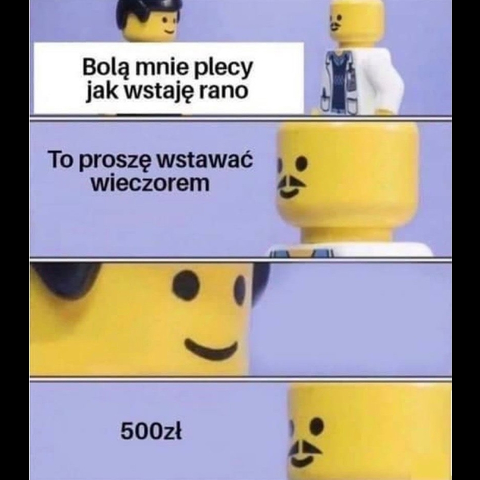 Bolą mnie plecy
jak wstaję rano
To proszę wstawać
wieczorem
500zł